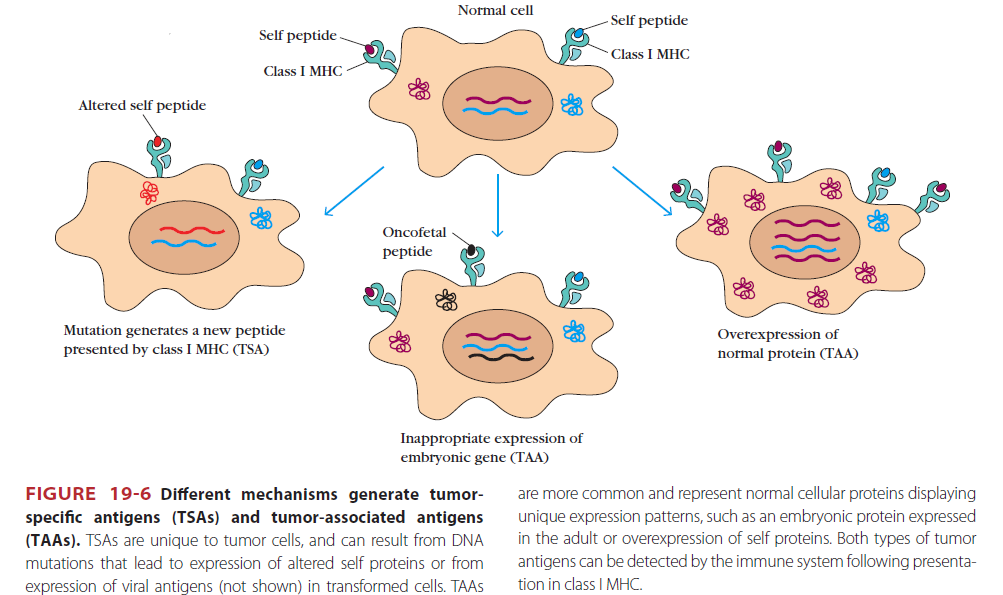 Normal cell
Self peptide
Class I MHC
Self peptide
Class I MHC
Altered self peptide
Oncofetal
peptide
Mutation generates a new peptide
presented by class I MHC (TSA)
Overexpression of
normal protein (TAA)
Inappropriate expression of
embryonic gene (TAA)
FIGURE 19-6 Different mechanisms generate tumor-
specific antigens (TSAs) and tumor-associated antigens
(TAAs). TSAs are unique to tumor cells, and can result from DNA
mutations that lead to expression of altered self proteins or from
expression of viral antigens (not shown) in transformed cells. TAAs
are more common and represent normal cellular proteins displaying
unique expression patterns, such as an embryonic protein expressed
in the adult or overexpression of self proteins. Both types of tumor
antigens can be detected by the immune system following presenta-
tion in class I MHC.